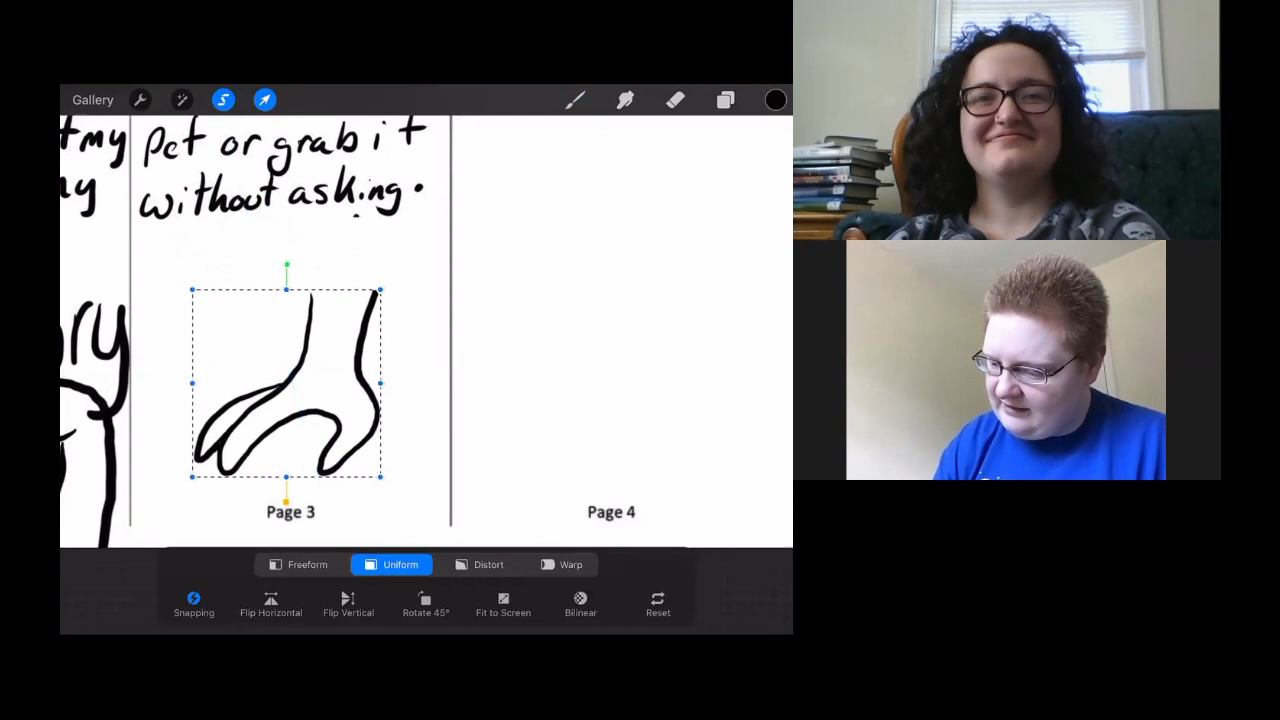 Gallery
my pet or grab it
without asking.
ry
Page 3
Page 4
Freeform Uniform Distort Warp
Snapping Flip Horizontal Flip Vertical Rotate 45° Fit to Screen Bilinear Reset